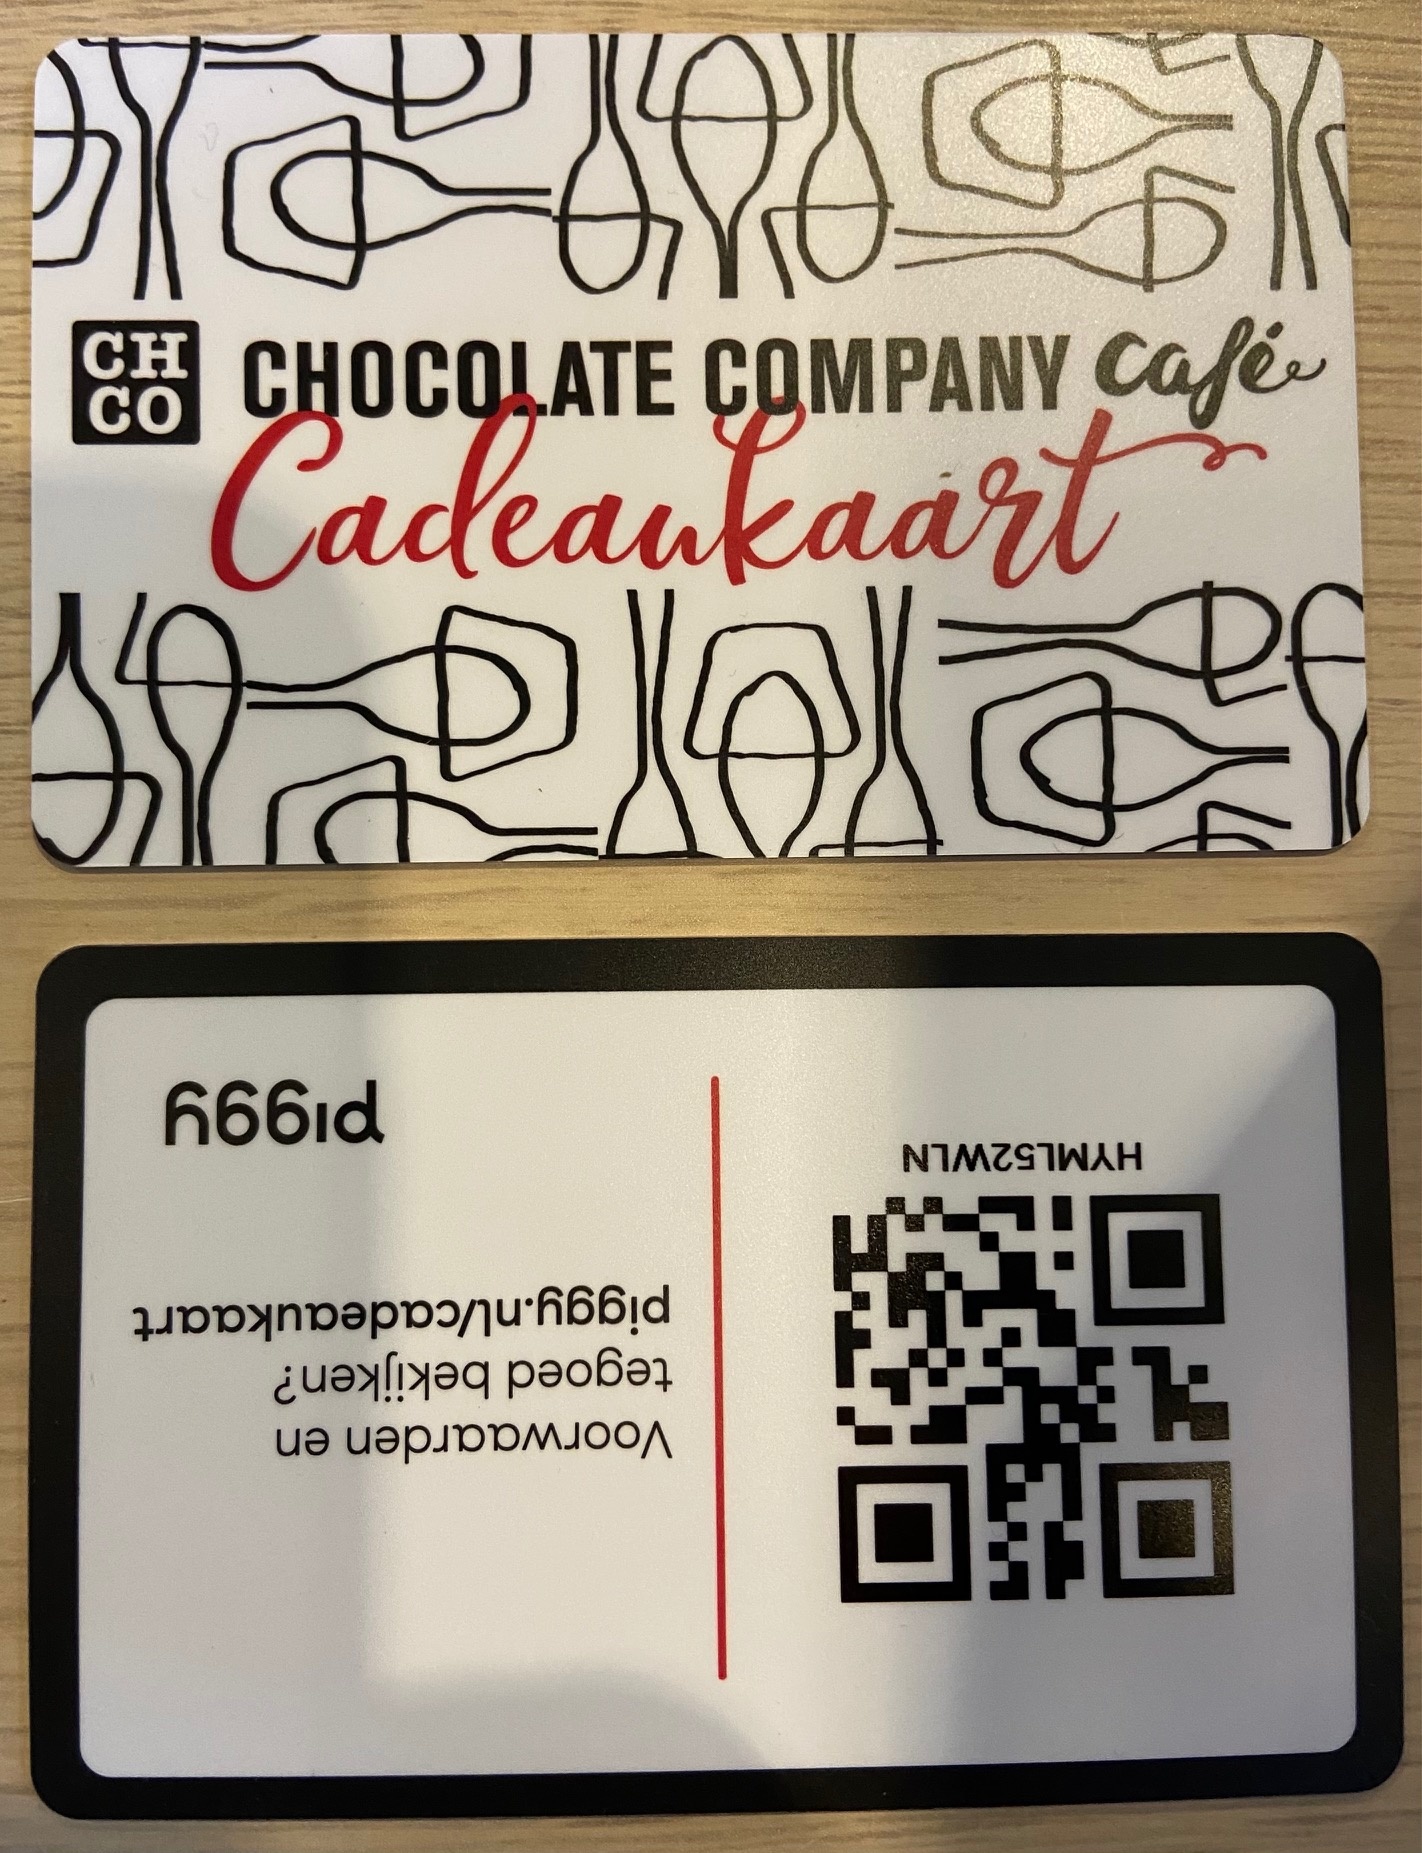 CH
CO
CHOCOLATE COMPANY café
Cadeaukaart
HYML52WLN
Voorwaarden en
tegoed bekijken?
piggy.nl/cadeaukaart
piggy